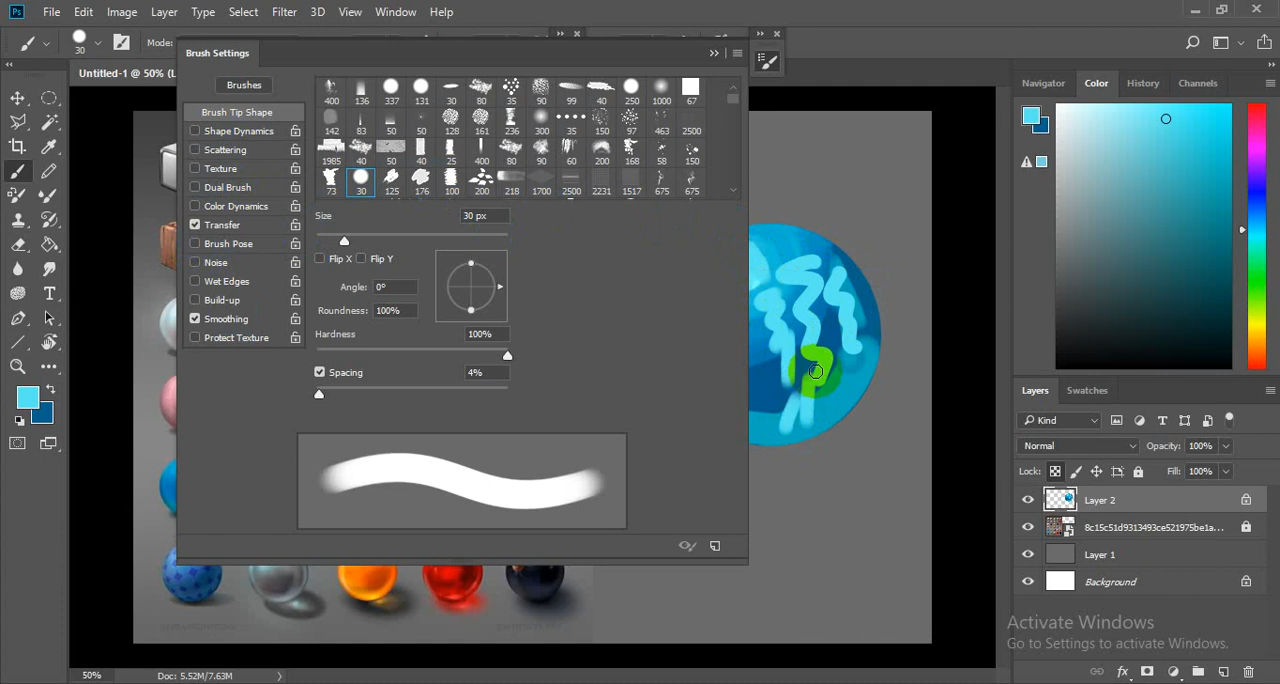 Ps File Edit Image Layer Type Select Filter 3D View Window Help
30 Mode:
Untitled-1 @ 50% (L
Brush Settings
Brushes
Brush Tip Shape
Shape Dynamics
Scattering
Texture
Dual Brush
Color Dynamics
Transfer
Brush Pose
Noise
Wet Edges
Build-up
Smoothing
Protect Texture
400 136 337 131 30 80 35 90 99 40 250 1000 67
142 83 50 50 128 161 236 300 35 150 97 463 2500
1985 40 50 40 25 400 80 90 60 200 168 58 150
73 30 125 176 100 200 218 1700 2500 2231 1517 675 675
Size 30 px
Flip X Flip Y
Angle: 0°
Roundness: 100%
Hardness 100%
Spacing 4%
Navigator Color History Channels
Layers Swatches
Kind
Normal Opacity: 100%
Lock: Fill: 100%
Layer 2
8c15c51d9313493ce521975be1a...
Layer 1
Background
Activate Windows
Go to Settings to activate Windows.
50% Doc: 5.52M/7.63M